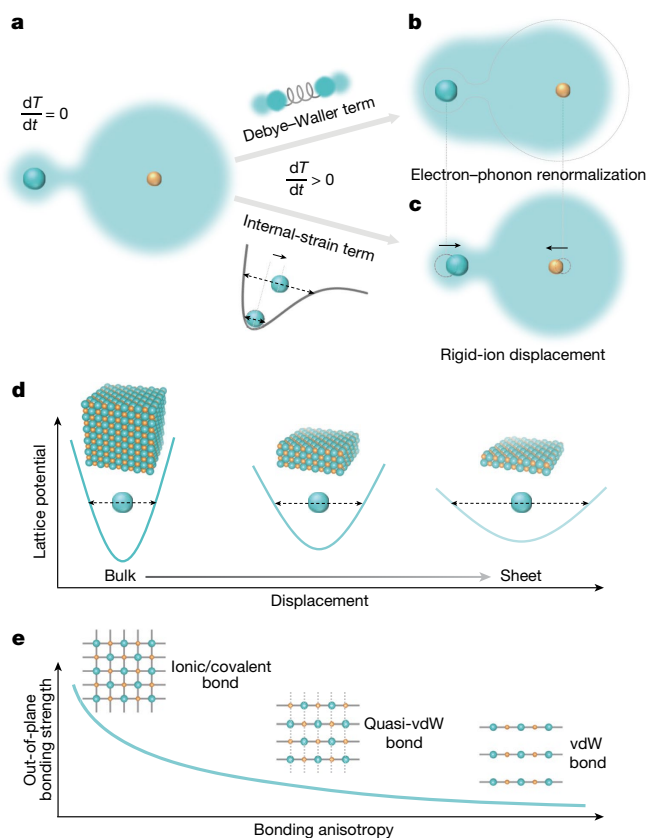 a
b
dT/dt = 0
Debye–Waller term
dT/dt > 0
Electron–phonon renormalization
c
Internal-strain term
Rigid-ion displacement
d
Lattice potential
Bulk
Sheet
Displacement
e
Out-of-plane
bonding strength
Ionic/covalent
bond
Quasi-vdW
bond
vdW
bond
Bonding anisotropy